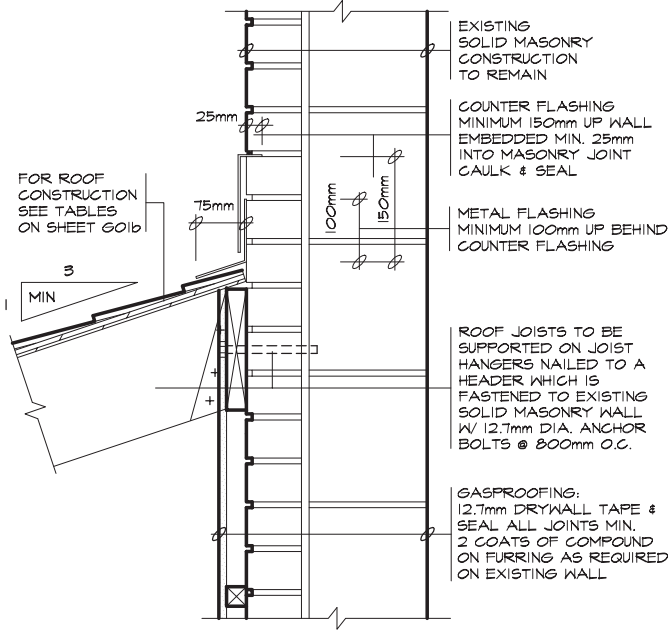 EXISTING
SOLID MASONRY
CONSTRUCTION
TO REMAIN
25mm
COUNTER FLASHING
MINIMUM 150mm UP WALL
EMBEDDED MIN. 25mm
INTO MASONRY JOINT
CAULK & SEAL
FOR ROOF
CONSTRUCTION
SEE TABLES
ON SHEET G01b
75mm
100mm
150mm
METAL FLASHING
MINIMUM 100mm UP BEHIND
COUNTER FLASHING
3
1
MIN
ROOF JOISTS TO BE
SUPPORTED ON JOIST
HANGERS NAILED TO A
HEADER WHICH IS
FASTENED TO EXISTING
SOLID MASONRY WALL
W/ 12.7mm DIA. ANCHOR
BOLTS @ 800mm O.C.
GASPROOFING:
12.7mm DRYWALL TAPE &
SEAL ALL JOINTS MIN.
2 COATS OF COMPOUND
ON FURRING AS REQUIRED
ON EXISTING WALL